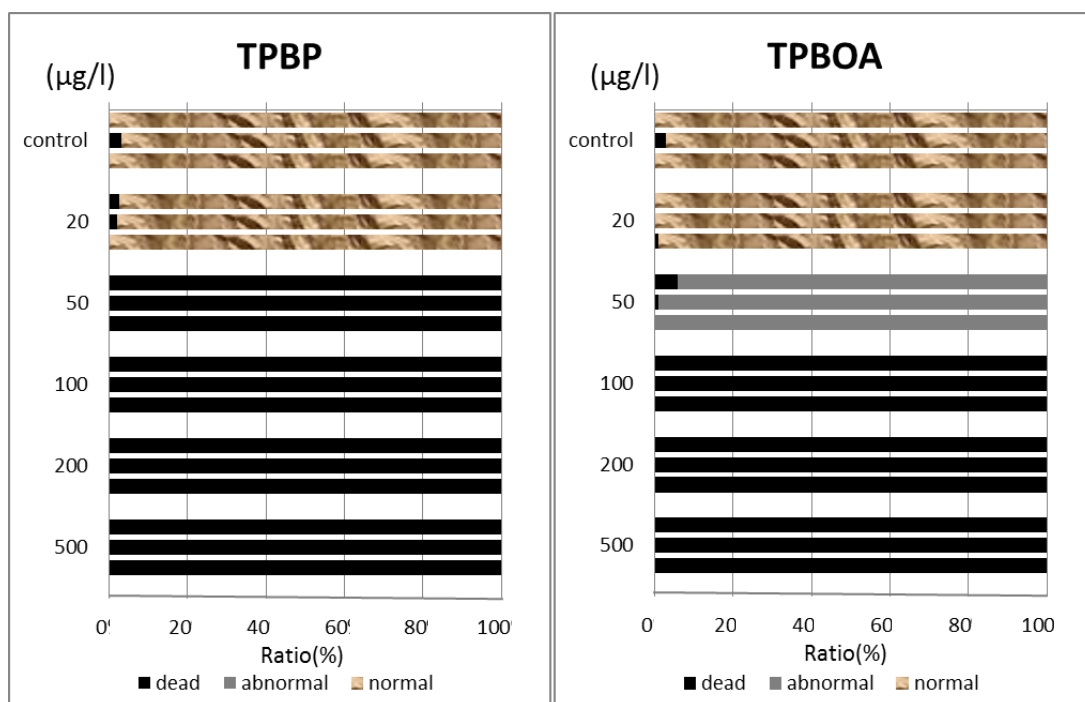 TPBP
(µg/l)
control
20
50
100
200
500
0 20 40 60 80 100
Ratio(%)
dead abnormal normal
TPBOA
(µg/l)
control
20
50
100
200
500
0 20 40 60 80 100
Ratio(%)
dead abnormal normal